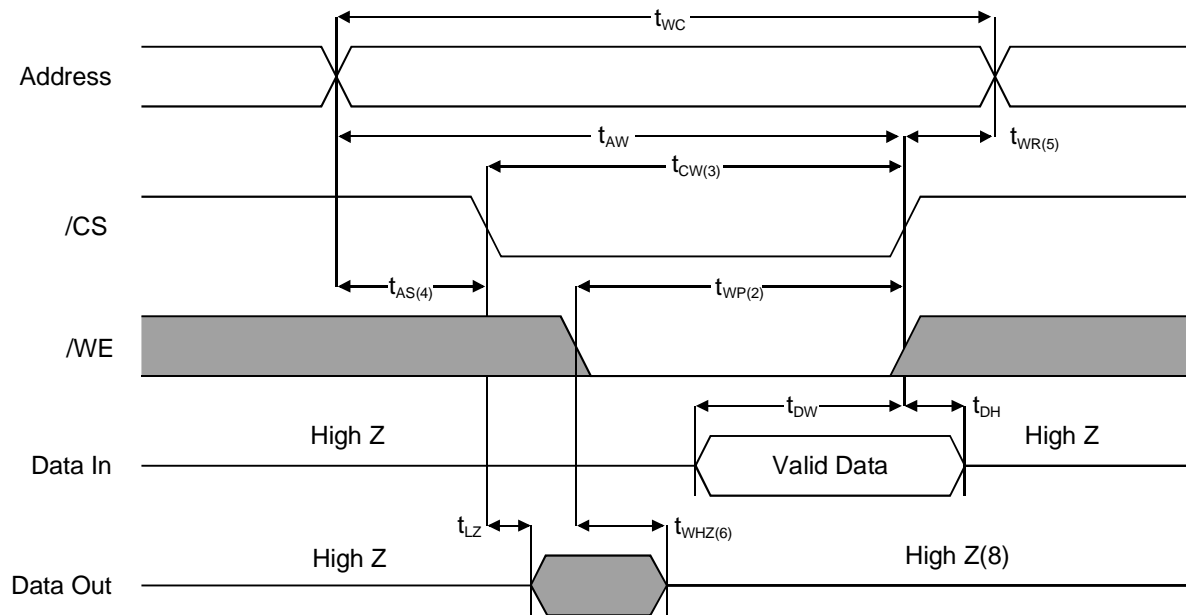 tWC
Address
tAW
tWR(5)
tCW(3)
/CS
tAS(4)
tWP(2)
/WE
tDW
tDH
High Z
High Z
Data In
Valid Data
tLZ
tWHZ(6)
High Z
High Z(8)
Data Out